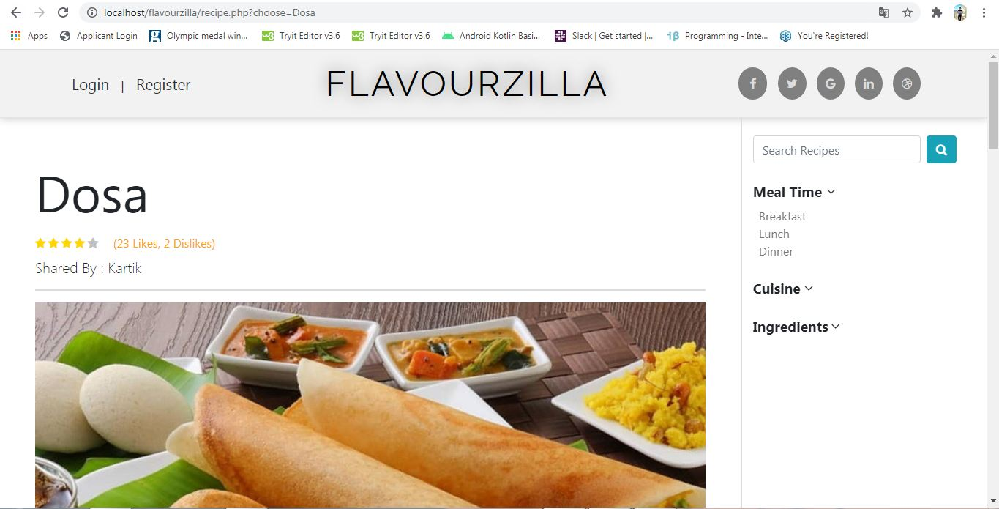 localhost/flavourzilla/recipe.php?choose=Dosa
Apps Applicant Login Olympic medal win... Tryit Editor v3.6 Tryit Editor v3.6 Android Kotlin Basi... Slack | Get started |... Programming - Inte... You're Registered!
Login | Register
FLAVOURZILLA
Dosa
(23 Likes, 2 Dislikes)
Shared By : Kartik
Search Recipes
Meal Time
Breakfast
Lunch
Dinner
Cuisine
Ingredients